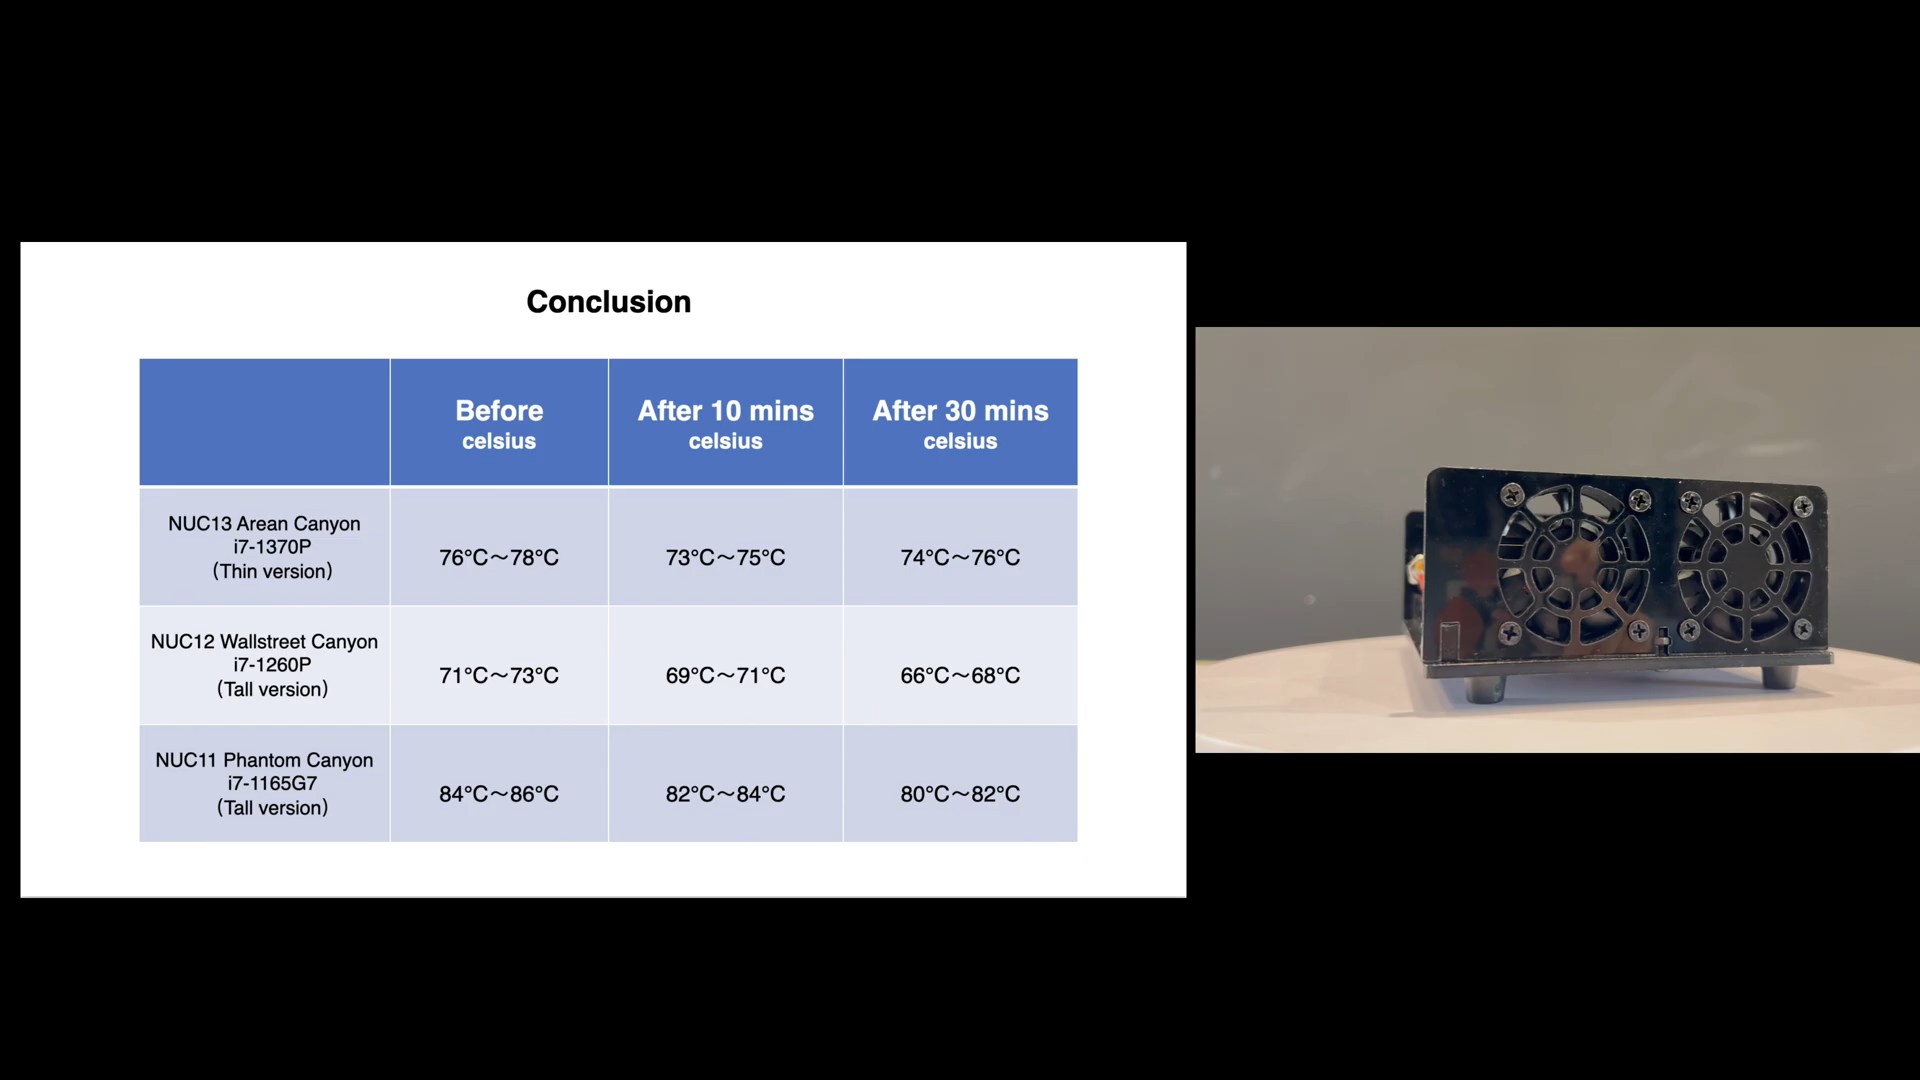 Conclusion
Before
celsius
After 10 mins
celsius
After 30 mins
celsius
NUC13 Arean Canyon
i7-1370P
(Thin version)
76°C～78°C
73°C～75°C
74°C～76°C
NUC12 Wallstreet Canyon
i7-1260P
(Tall version)
71°C～73°C
69°C～71°C
66°C～68°C
NUC11 Phantom Canyon
i7-1165G7
(Tall version)
84°C～86°C
82°C～84°C
80°C～82°C